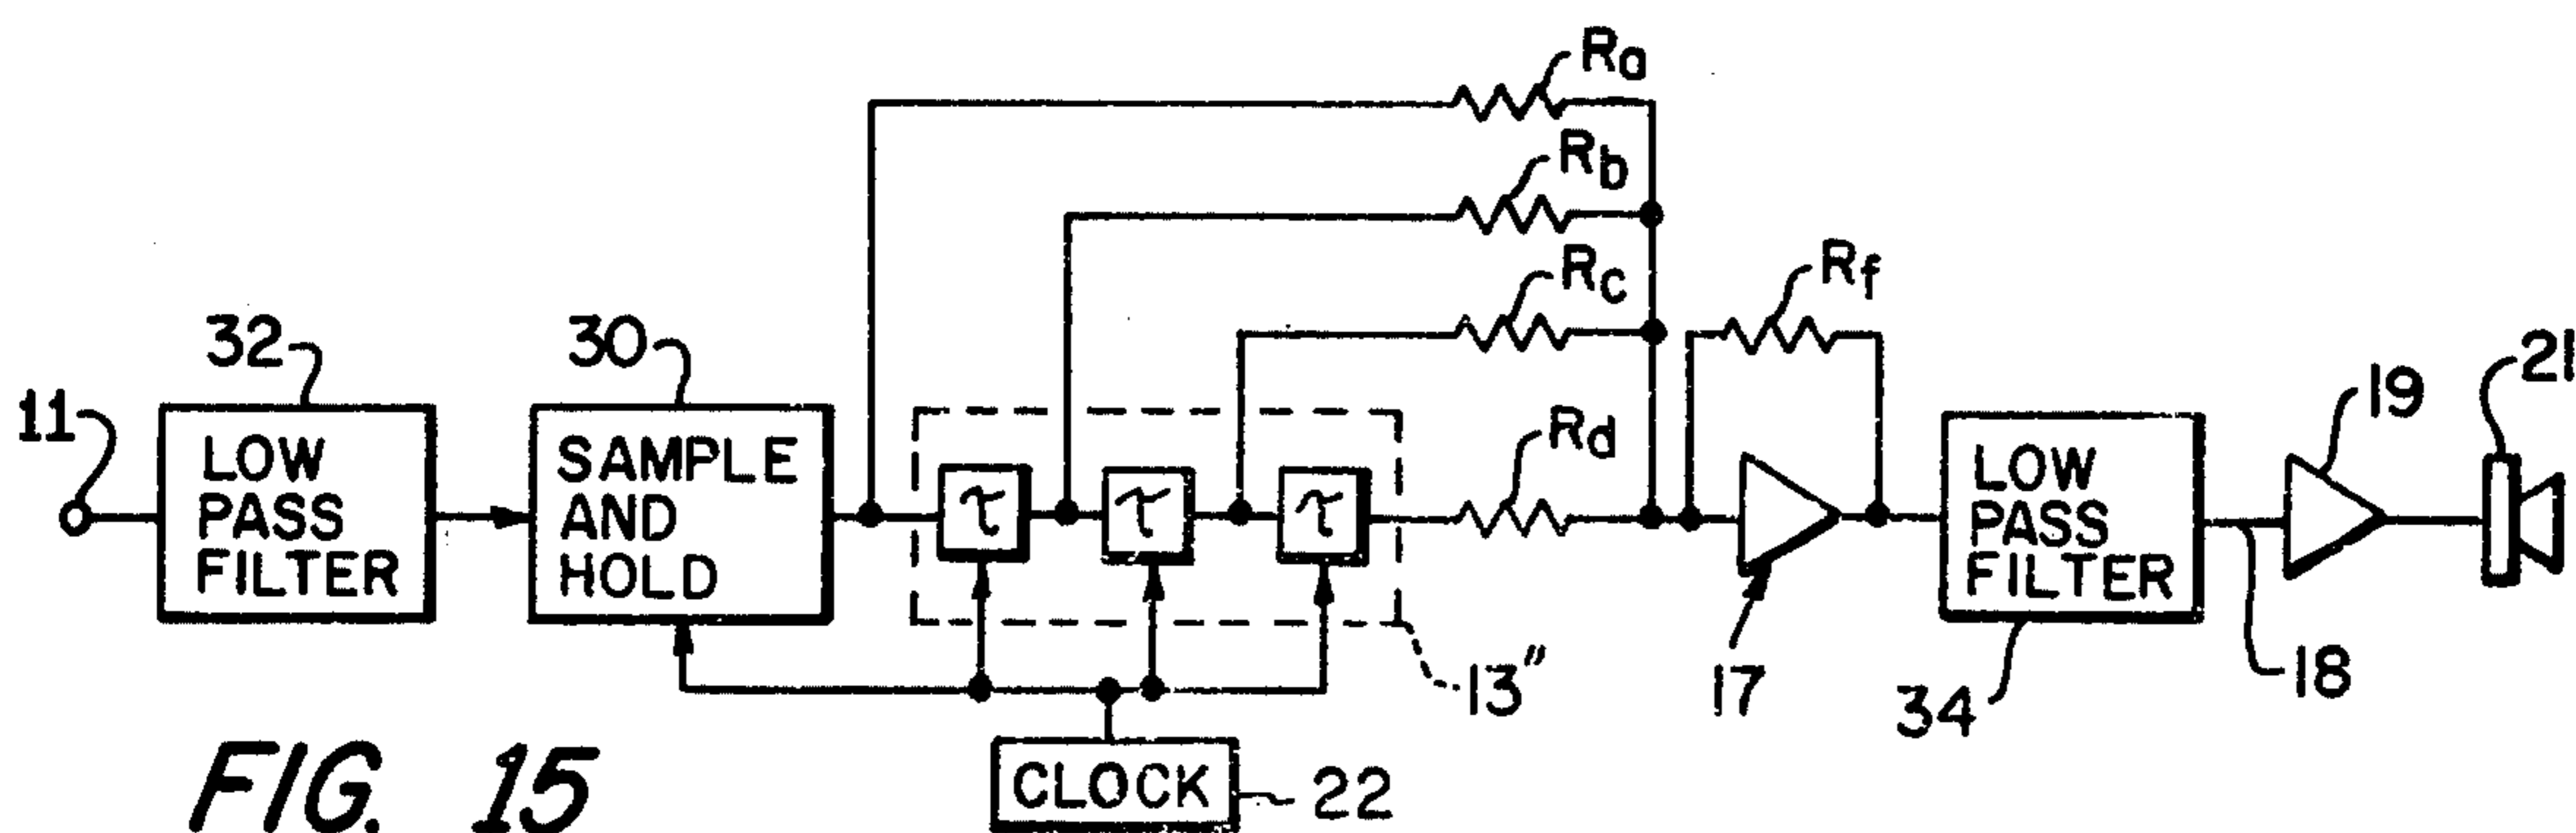 Ra
Rb
Rc
Rf
Rd
32
30
11
19
21
LOW
PASS
FILTER
SAMPLE
AND
HOLD
τ
τ
τ
LOW
PASS
FILTER
13"
17
34
18
CLOCK
22
FIG. 15